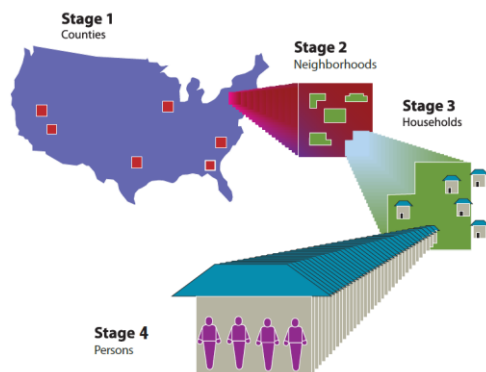 Stage 1
Counties
Stage 2
Neighborhoods
Stage 3
Households
Stage 4
Persons